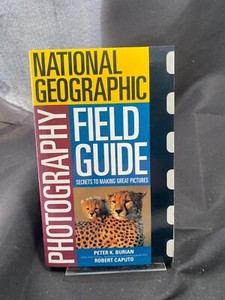 NATIONAL
GEOGRAPHIC
PHOTOGRAPHY
FIELD
GUIDE
SECRETS TO MAKING GREAT PICTURES
PETER K. BURIAN
ROBERT CAPUTO